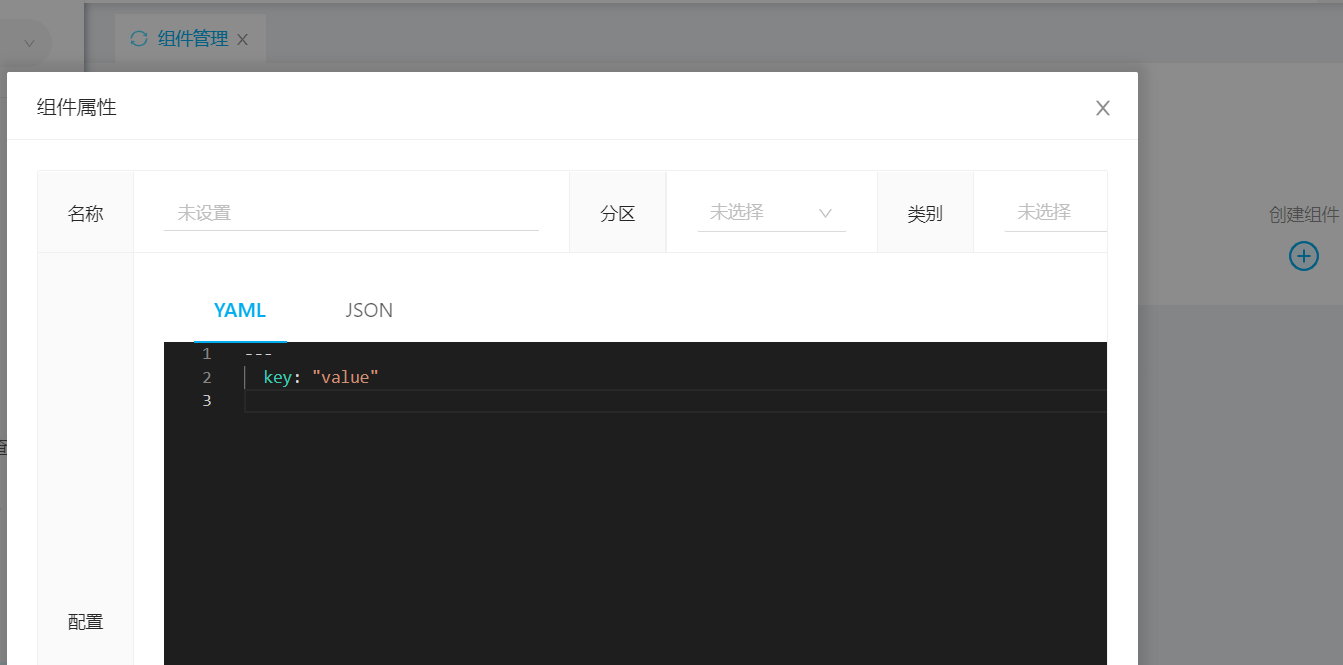 组件管理
组件属性
名称 未设置 分区 未选择 类别 未选择
创建组件
YAML JSON
1 ---
2 key: "value"
3
配置